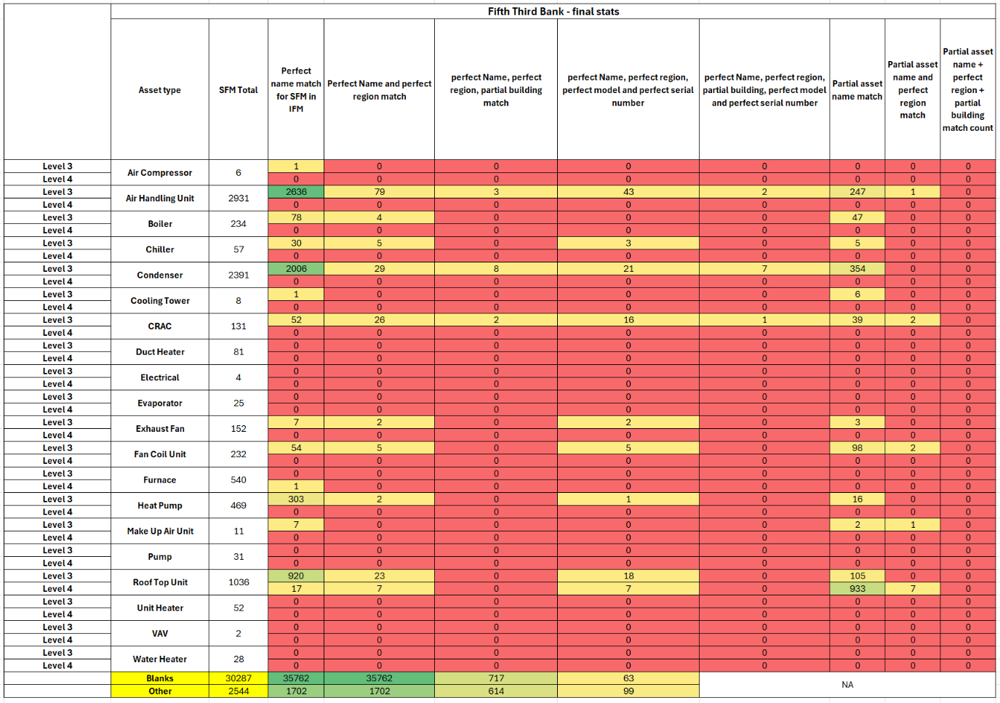 Fifth Third Bank - final stats
Asset type | SFM Total | Perfect name match for SFM in IFM | Perfect Name and perfect region match | perfect Name, perfect region, partial building match | perfect Name, perfect region, perfect model and perfect serial number | perfect Name, perfect region, partial building, perfect model and perfect serial number | Partial asset name match | Partial asset name and perfect region match | Partial asset name + perfect region + partial building match count
Level 3 | Air Compressor | 6 | 1 | 0 | 0 | 0 | 0 | 0 | 0 | 0
Level 4 | 0 | 0 | 0 | 0 | 0 | 0 | 0 | 0
Level 3 | Air Handling Unit | 2931 | 2636 | 79 | 3 | 43 | 2 | 247 | 1 | 0
Level 4 | 0 | 0 | 0 | 0 | 0 | 0 | 0 | 0
Level 3 | Boiler | 234 | 78 | 4 | 0 | 0 | 0 | 47 | 0 | 0
Level 4 | 0 | 0 | 0 | 0 | 0 | 0 | 0 | 0
Level 3 | Chiller | 57 | 30 | 5 | 0 | 3 | 0 | 5 | 0 | 0
Level 4 | 0 | 0 | 0 | 0 | 0 | 0 | 0 | 0
Level 3 | Condenser | 2391 | 2006 | 29 | 8 | 21 | 7 | 354 | 0 | 0
Level 4 | 0 | 0 | 0 | 0 | 0 | 0 | 0 | 0
Level 3 | Cooling Tower | 8 | 1 | 0 | 0 | 0 | 0 | 6 | 0 | 0
Level 4 | 0 | 0 | 0 | 0 | 0 | 0 | 0 | 0
Level 3 | CRAC | 131 | 52 | 26 | 2 | 16 | 1 | 39 | 2 | 0
Level 4 | 0 | 0 | 0 | 0 | 0 | 0 | 0 | 0
Level 3 | Duct Heater | 81 | 0 | 0 | 0 | 0 | 0 | 0 | 0 | 0
Level 4 | 0 | 0 | 0 | 0 | 0 | 0 | 0 | 0
Level 3 | Electrical | 4 | 0 | 0 | 0 | 0 | 0 | 0 | 0 | 0
Level 4 | 0 | 0 | 0 | 0 | 0 | 0 | 0 | 0
Level 3 | Evaporator | 25 | 0 | 0 | 0 | 0 | 0 | 0 | 0 | 0
Level 4 | 0 | 0 | 0 | 0 | 0 | 0 | 0 | 0
Level 3 | Exhaust Fan | 152 | 7 | 2 | 0 | 2 | 0 | 3 | 0 | 0
Level 4 | 0 | 0 | 0 | 0 | 0 | 0 | 0 | 0
Level 3 | Fan Coil Unit | 232 | 54 | 5 | 0 | 5 | 0 | 98 | 2 | 0
Level 4 | 0 | 0 | 0 | 0 | 0 | 0 | 0 | 0
Level 3 | Furnace | 540 | 0 | 0 | 0 | 0 | 0 | 0 | 0 | 0
Level 4 | 1 | 0 | 0 | 0 | 0 | 0 | 0 | 0
Level 3 | Heat Pump | 469 | 303 | 2 | 0 | 1 | 0 | 16 | 0 | 0
Level 4 | 0 | 0 | 0 | 0 | 0 | 0 | 0 | 0
Level 3 | Make Up Air Unit | 11 | 7 | 0 | 0 | 0 | 0 | 2 | 1 | 0
Level 4 | 0 | 0 | 0 | 0 | 0 | 0 | 0 | 0
Level 3 | Pump | 31 | 0 | 0 | 0 | 0 | 0 | 0 | 0 | 0
Level 4 | 0 | 0 | 0 | 0 | 0 | 0 | 0 | 0
Level 3 | Roof Top Unit | 1036 | 920 | 23 | 0 | 18 | 0 | 105 | 0 | 0
Level 4 | 17 | 7 | 0 | 7 | 0 | 933 | 7 | 0
Level 3 | Unit Heater | 52 | 0 | 0 | 0 | 0 | 0 | 0 | 0 | 0
Level 4 | 0 | 0 | 0 | 0 | 0 | 0 | 0 | 0
Level 3 | VAV | 2 | 0 | 0 | 0 | 0 | 0 | 0 | 0 | 0
Level 4 | 0 | 0 | 0 | 0 | 0 | 0 | 0 | 0
Level 3 | Water Heater | 28 | 0 | 0 | 0 | 0 | 0 | 0 | 0 | 0
Level 4 | 0 | 0 | 0 | 0 | 0 | 0 | 0 | 0
Blanks | 30287 | 35762 | 35762 | 717 | 63 | NA
Other | 2544 | 1702 | 1702 | 614 | 99